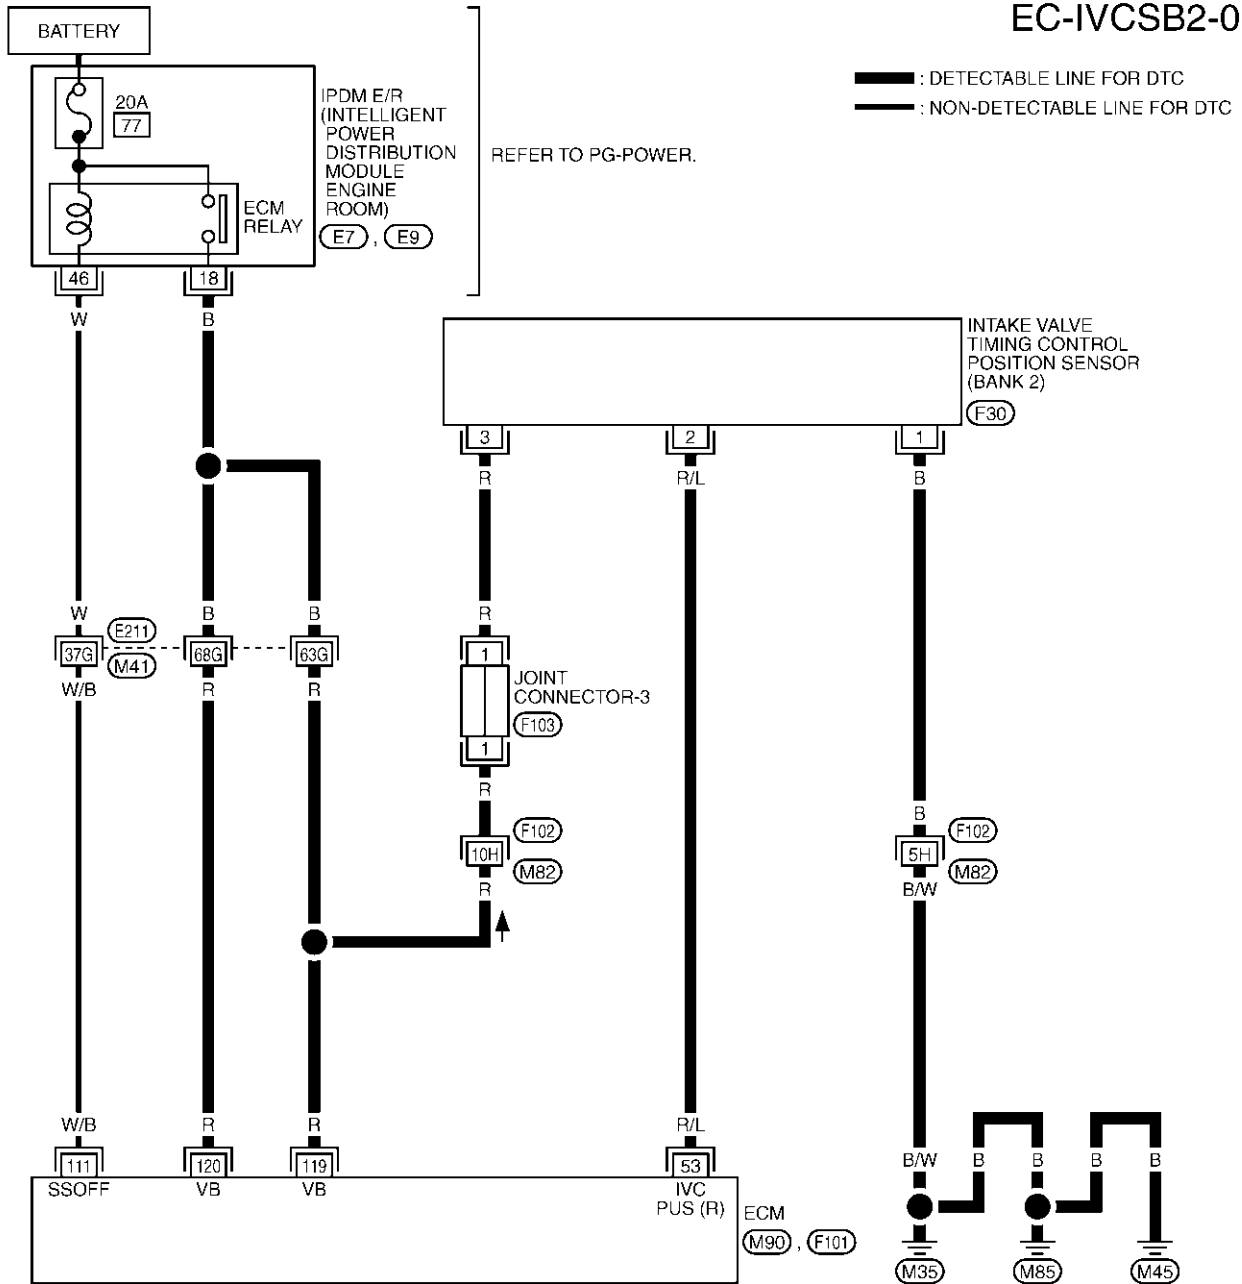 EC-IVCSB2-0
BATTERY
: DETECTABLE LINE FOR DTC
: NON-DETECTABLE LINE FOR DTC
20A
77
IPDM E/R
(INTELLIGENT
POWER
DISTRIBUTION
MODULE
ENGINE
ROOM)
E7 , E9
REFER TO PG-POWER.
ECM
RELAY
46 18
W B
INTAKE VALVE
TIMING CONTROL
POSITION SENSOR
(BANK 2)
F30
3 2 1
R R/L B
W B B R
E211
37G 68G 63G 1
M41
W/B R R
JOINT
CONNECTOR-3
F103
1
R B
F102 F102
10H 5H
M82 M82
R B/W
W/B R R R/L
B/W B B B B
111 120 119 53
SSOFF VB VB IVC
PUS (R)
ECM
M90 , F101
M35 M85 M45